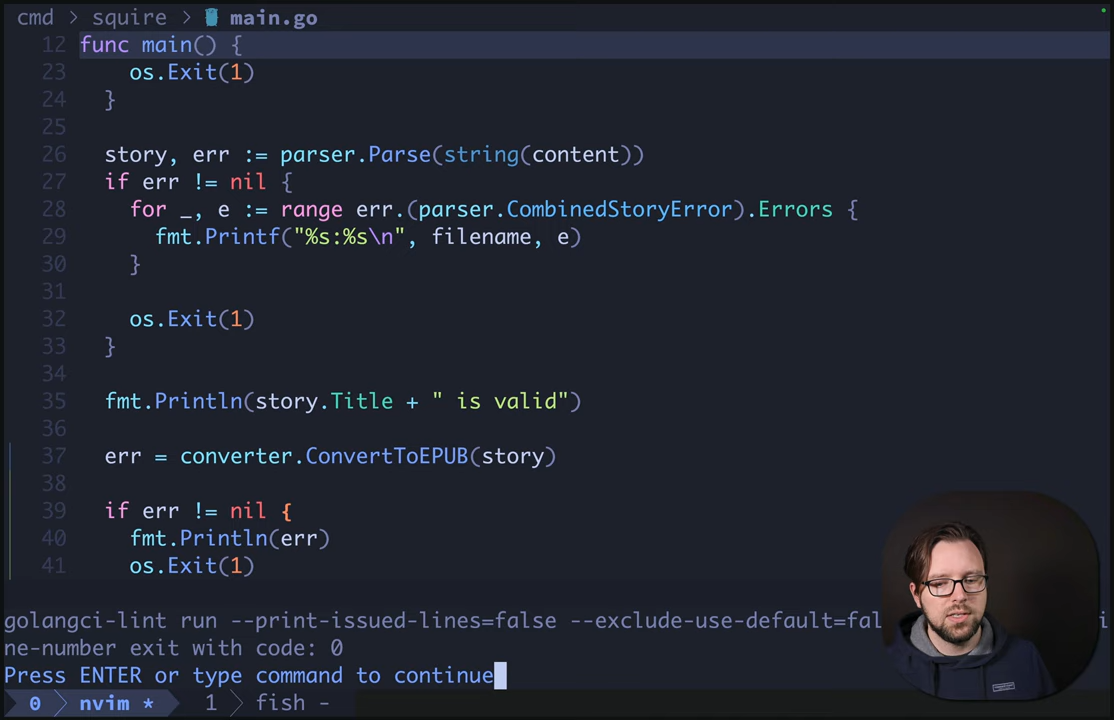 cmd > squire > main.go
12 func main() {
23 os.Exit(1)
24 }
25
26 story, err := parser.Parse(string(content))
27 if err != nil {
28 for _, e := range err.(parser.CombinedStoryError).Errors {
29 fmt.Printf("%s:%s\n", filename, e)
30 }
31
32 os.Exit(1)
33 }
34
35 fmt.Println(story.Title + " is valid")
36
37 err = converter.ConvertToEPUB(story)
38
39 if err != nil {
40 fmt.Println(err)
41 os.Exit(1)
golangci-lint run --print-issued-lines=false --exclude-use-default=fal
ne-number exit with code: 0
Press ENTER or type command to continue
0 nvim * 1 fish -